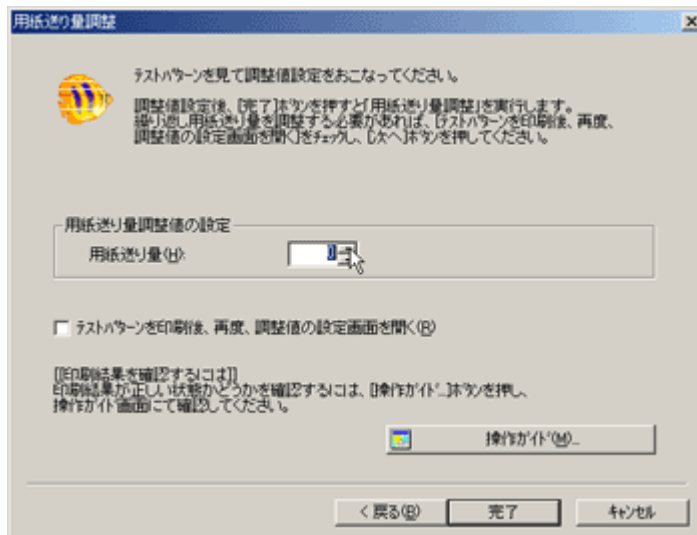 用紙送り量調整
テストパターンを見て調整値設定をおこなってください。
調整値設定後、[完了]ボタンを押すと「用紙送り量調整」を実行します。
繰り返し用紙送り量を調整する必要があれば、[テストパターンを印刷後、再度、
調整値の設定画面を開く]をチェックし、[次へ]ボタンを押してください。
用紙送り量調整値の設定
用紙送り量(H):
0
テストパターンを印刷後、再度、調整値の設定画面を開く(R)
[[印刷結果を確認するには]]
印刷結果が正しい状態かどうかを確認するには、[操作ガイド...]ボタンを押し、
操作ガイド画面にて確認してください。
操作ガイド(M)...
< 戻る(B)
完了
キャンセル